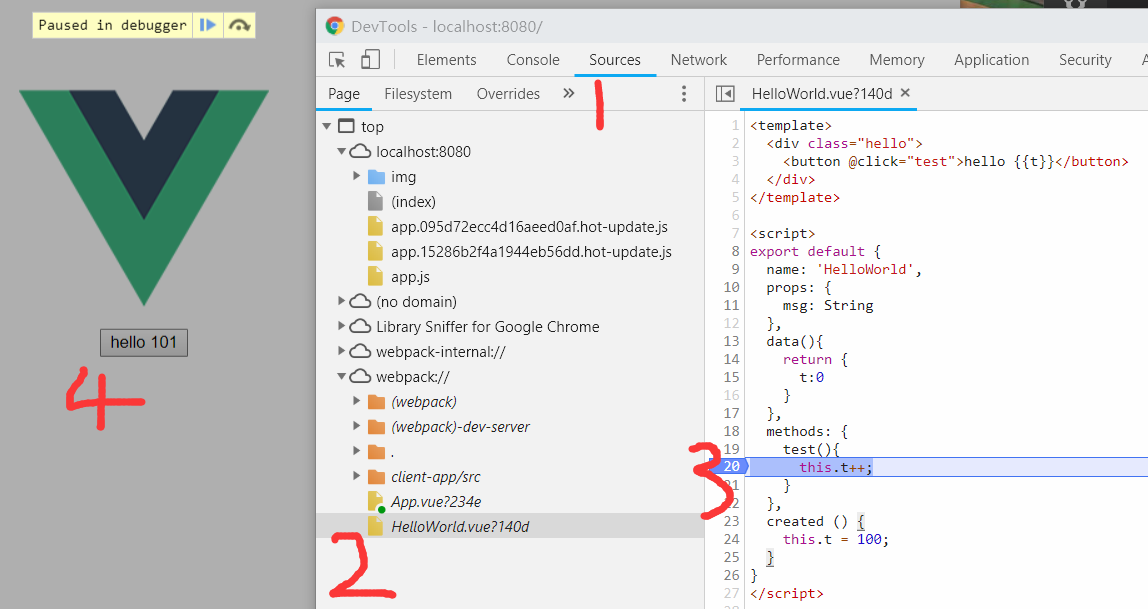 Paused in debugger
hello 101
4
DevTools - localhost:8080/
Elements Console Sources Network Performance Memory Application Security
1
Page Filesystem Overrides »
top
localhost:8080
img
(index)
app.095d72ecc4d16aeed0af.hot-update.js
app.15286b2f4a1944eb56dd.hot-update.js
app.js
(no domain)
Library Sniffer for Google Chrome
webpack-internal://
webpack://
(webpack)
(webpack)-dev-server
.
client-app/src
App.vue?234e
HelloWorld.vue?140d
2
HelloWorld.vue?140d ×
1 <template>
2 <div class="hello">
3 <button @click="test">hello {{t}}</button>
4 </div>
5 </template>
6
7 <script>
8 export default {
9 name: 'HelloWorld',
10 props: {
11 msg: String
12 },
13 data(){
14 return {
15 t:0
16 }
17 },
18 methods: {
19 test(){
20 this.t++;
21 }
22 },
23 created () {
24 this.t = 100;
25 }
26 }
27 </script>
3